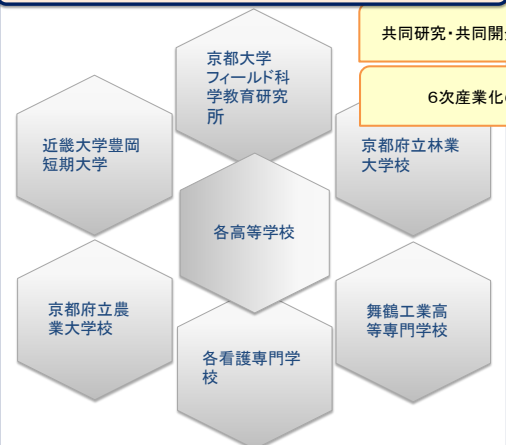 共同研究・共同開
6次産業化
京都大学
フィールド科
学教育研究
所
近畿大学豊岡
短期大学
京都府立林業
大学校
各高等学校
京都府立農
業大学校
舞鶴工業高
等専門学校
各看護専門学
校